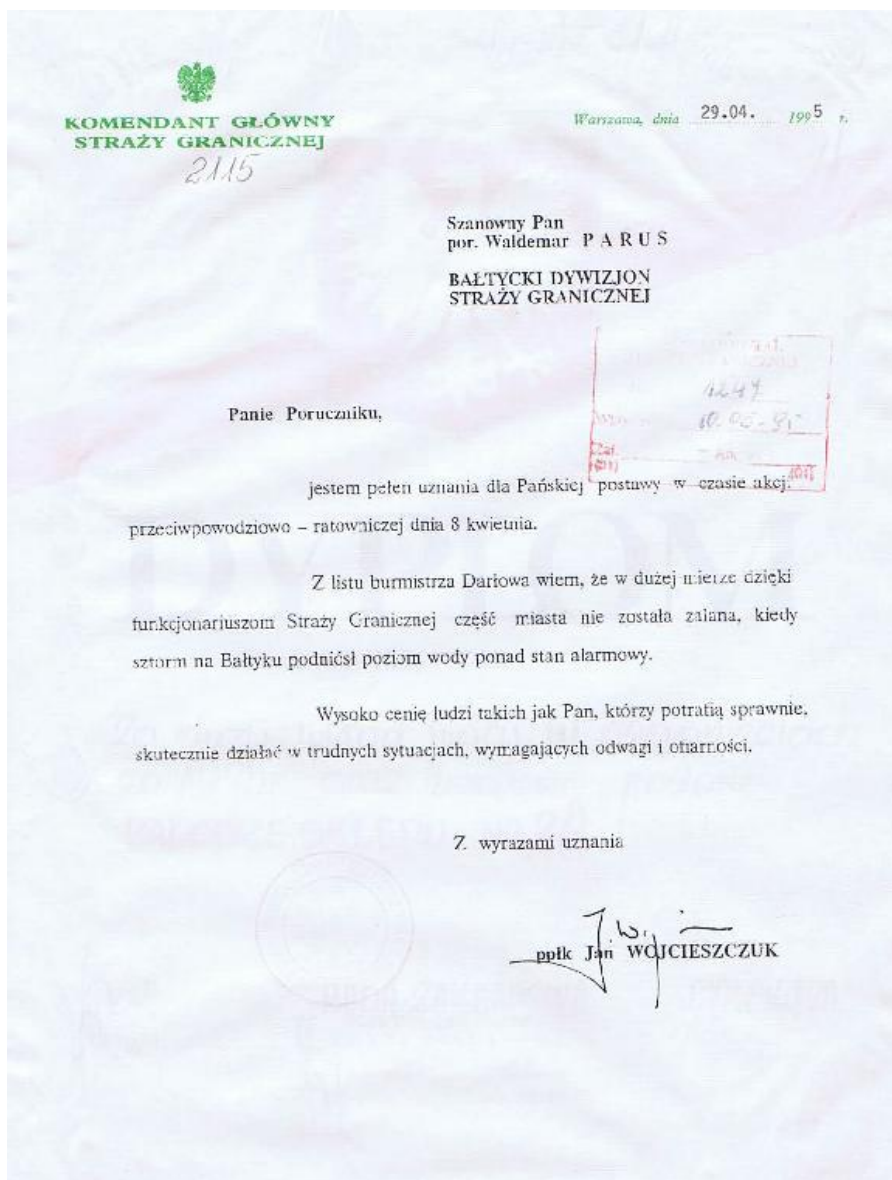 KOMENDANT GŁÓWNY
STRAŻY GRANICZNEJ
2115
Warszawa, dnia 29.04. 1995 r.
Szanowny Pan
por. Waldemar P A R U S
BAŁTYCKI DYWIZJON
STRAŻY GRANICZNEJ
1247
10.05-95
Zał.
Panie Poruczniku,
jestem pełen uznania dla Pańskiej postawy w czasie akcji
przeciwpowodziowo – ratowniczej dnia 8 kwietnia.
Z listu burmistrza Darłowa wiem, że w dużej mierze dzięki
funkcjonariuszom Straży Granicznej część miasta nie została zalana, kiedy
sztorm na Bałtyku podniósł poziom wody ponad stan alarmowy.
Wysoko cenię ludzi takich jak Pan, którzy potrafią sprawnie,
skutecznie działać w trudnych sytuacjach, wymagających odwagi i ofiarności.
Z wyrazami uznania
ppłk Jan WOJCIESZCZUK
DYPLOM